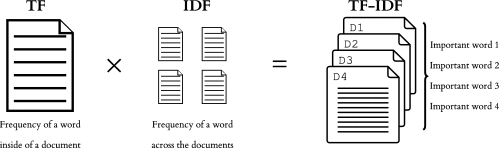 TF
IDF
TF-IDF
×
=
D1
D2
D3
D4
Important word 1
Important word 2
Important word 3
Important word 4
Frequency of a word
inside of a document
Frequency of a word
across the documents